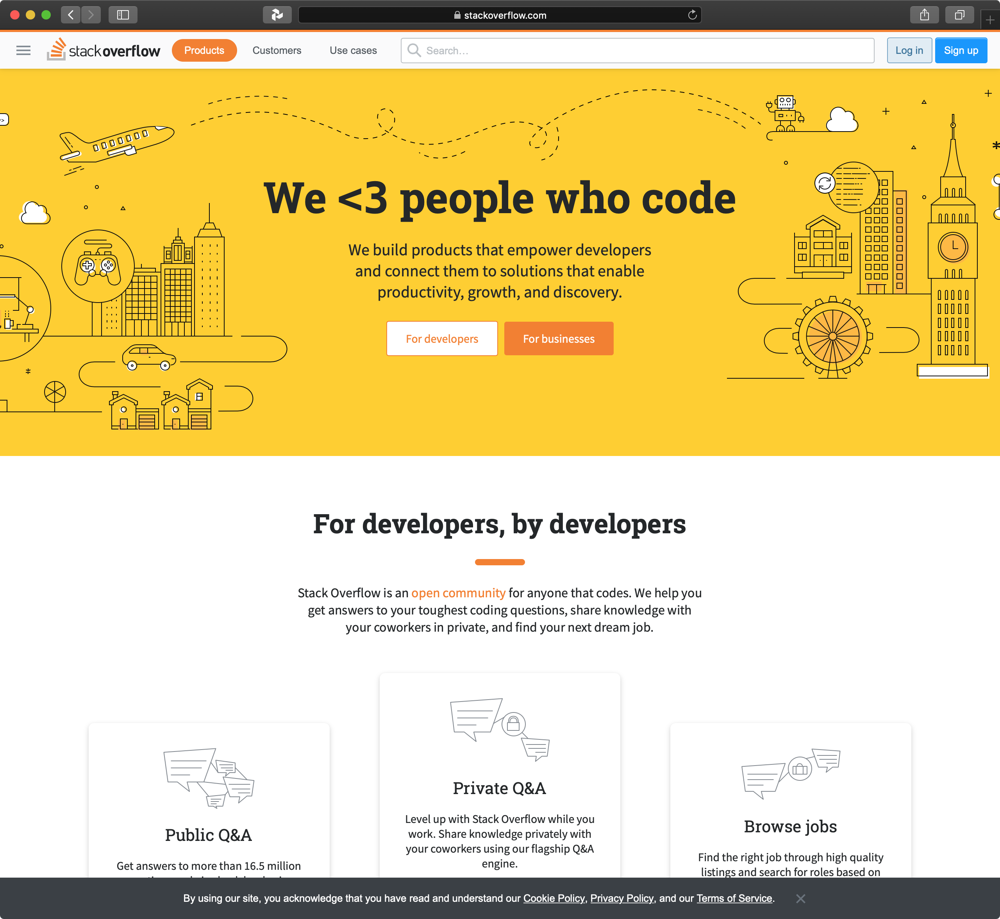 stackoverflow.com
stackoverflow
Products
Customers
Use cases
Search…
Log in
Sign up
We <3 people who code
We build products that empower developers
and connect them to solutions that enable
productivity, growth, and discovery.
For developers
For businesses
For developers, by developers
Stack Overflow is an open community for anyone that codes. We help you
get answers to your toughest coding questions, share knowledge with
your coworkers in private, and find your next dream job.
Public Q&A
Get answers to more than 16.5 million
Private Q&A
Level up with Stack Overflow while you
work. Share knowledge privately with
your coworkers using our flagship Q&A
engine.
Browse jobs
Find the right job through high quality
listings and search for roles based on
By using our site, you acknowledge that you have read and understand our Cookie Policy, Privacy Policy, and our Terms of Service.